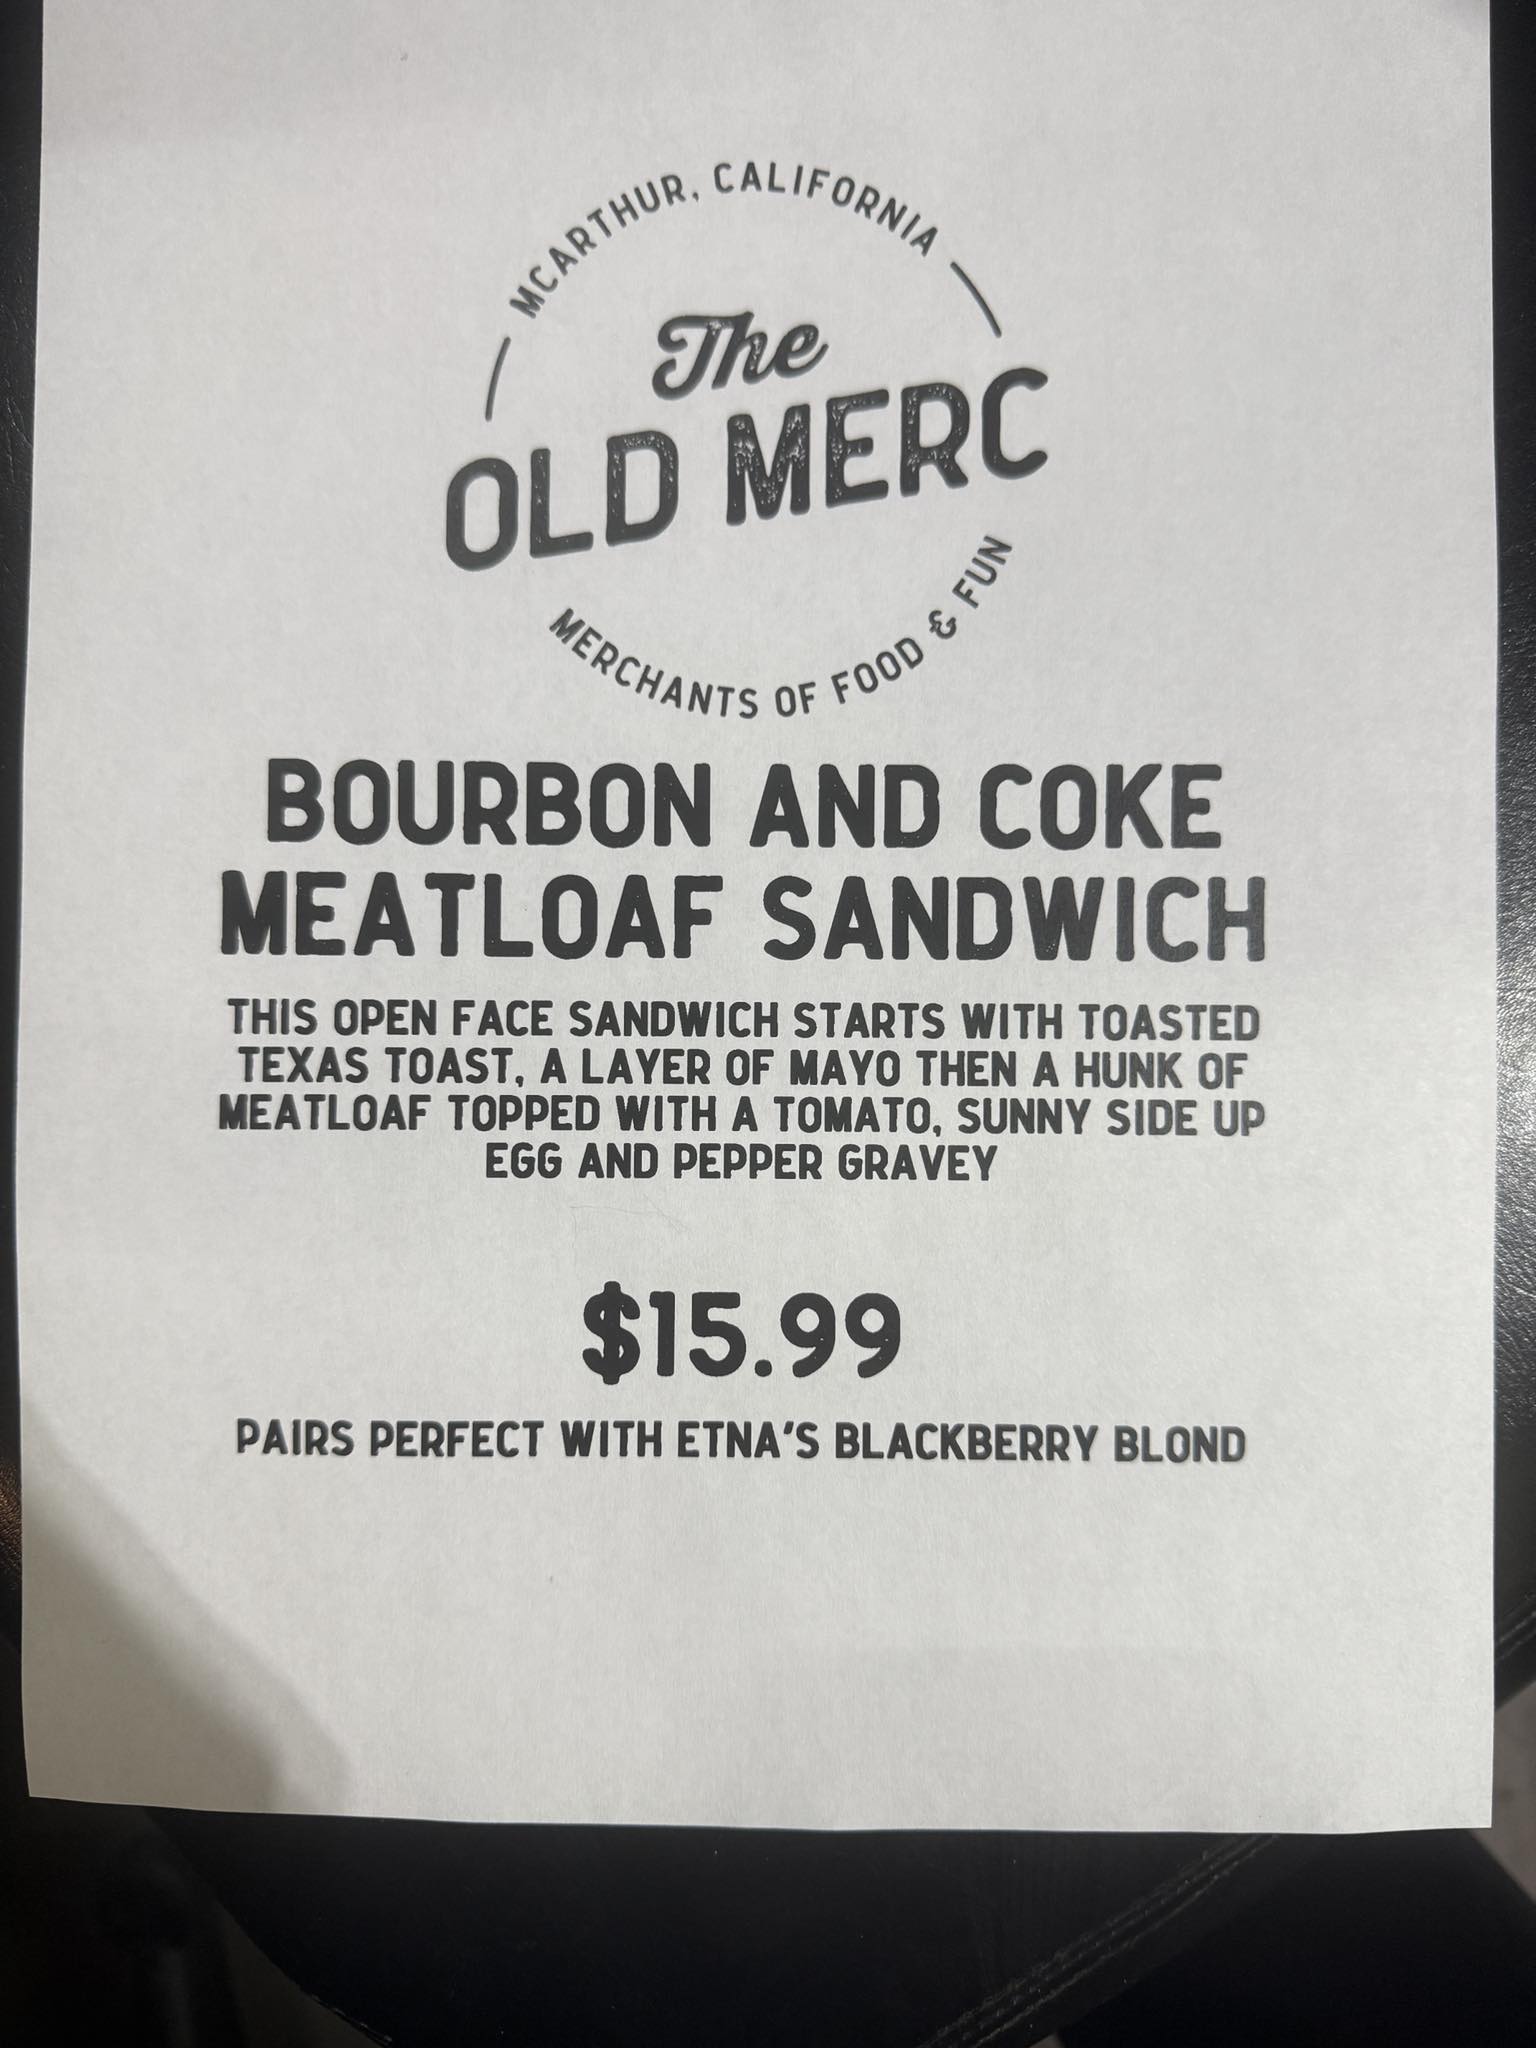 MCARTHUR, CALIFORNIA
The
OLD MERC
MERCHANTS OF FOOD & FUN
BOURBON AND COKE
MEATLOAF SANDWICH
THIS OPEN FACE SANDWICH STARTS WITH TOASTED
TEXAS TOAST, A LAYER OF MAYO THEN A HUNK OF
MEATLOAF TOPPED WITH A TOMATO, SUNNY SIDE UP
EGG AND PEPPER GRAVEY
$15.99
PAIRS PERFECT WITH ETNA'S BLACKBERRY BLOND